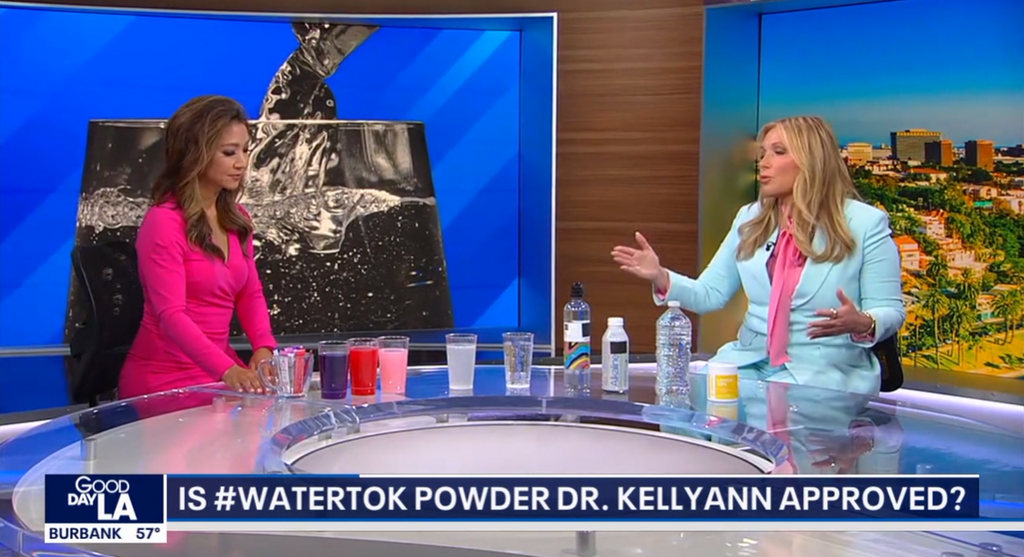 GOOD
DAY LA
IS #WATERTOK POWDER DR. KELLYANN APPROVED?
BURBANK 57°